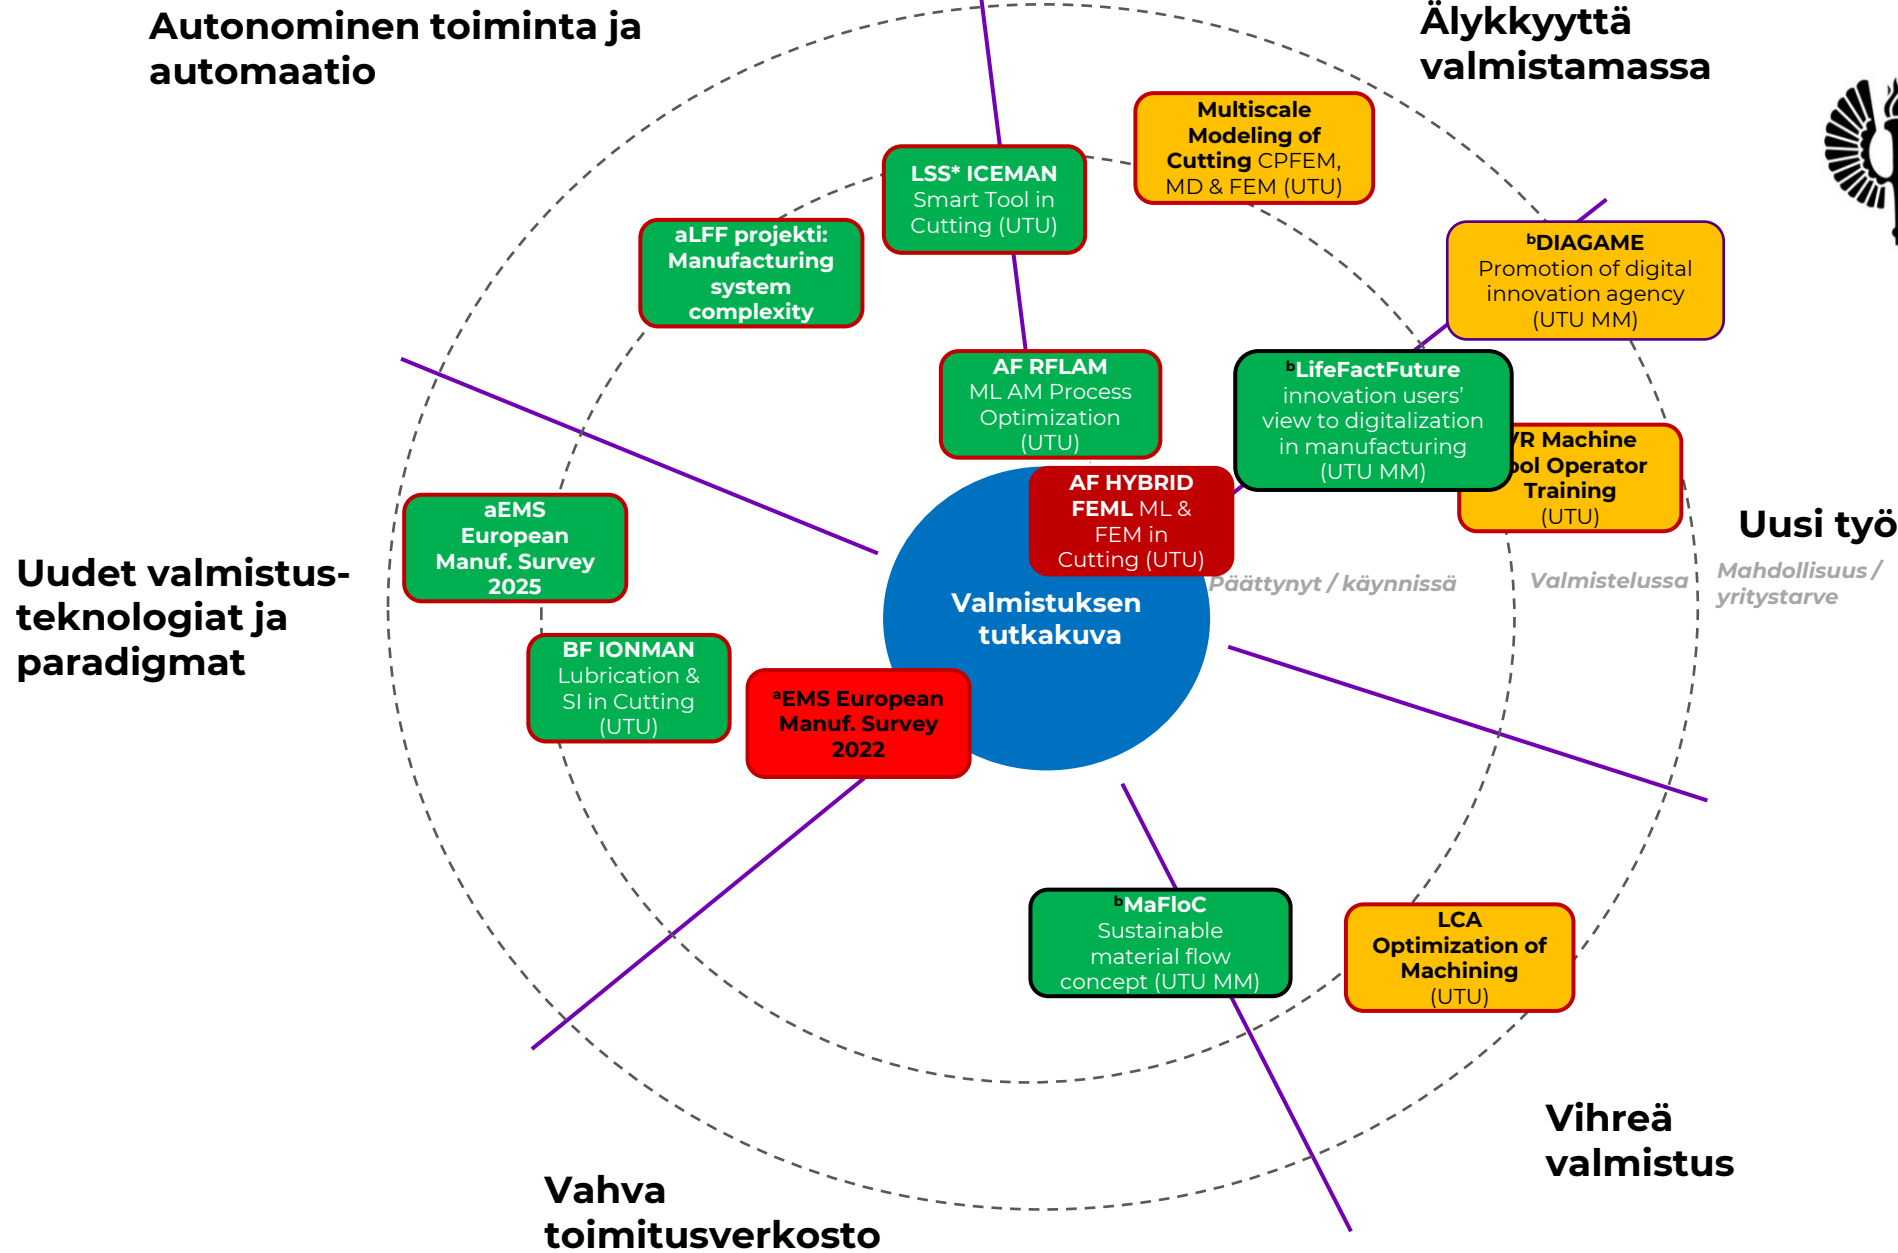 Autonominen toiminta ja
automaatio
Älykkyyttä
valmistamassa
Multiscale
Modeling of
Cutting CPFEM,
MD & FEM (UTU)
LSS* ICEMAN
Smart Tool in
Cutting (UTU)
aLFF projekti:
Manufacturing
system
complexity
ᵇDIAGAME
Promotion of digital
innovation agency
(UTU MM)
AF RFLAM
ML AM Process
Optimization
(UTU)
ᵇLifeFactFuture
innovation users’
view to digitalization
in manufacturing
(UTU MM)
Machine
Operator
Training
(UTU)
AF HYBRID
FEML ML &
FEM in
Cutting (UTU)
aEMS
European
Manuf. Survey
2025
Uusi työ
Uudet valmistus-
teknologiat ja
paradigmat
Päättynyt / käynnissä
Valmistelussa
Mahdollisuus /
yritystarve
Valmistuksen
tutkakuva
BF IONMAN
Lubrication &
SI in Cutting
(UTU)
ᵃEMS European
Manuf. Survey
2022
ᵇMaFloC
Sustainable
material flow
concept (UTU MM)
LCA
Optimization of
Machining
(UTU)
Vihreä
valmistus
Vahva
toimitusverkosto